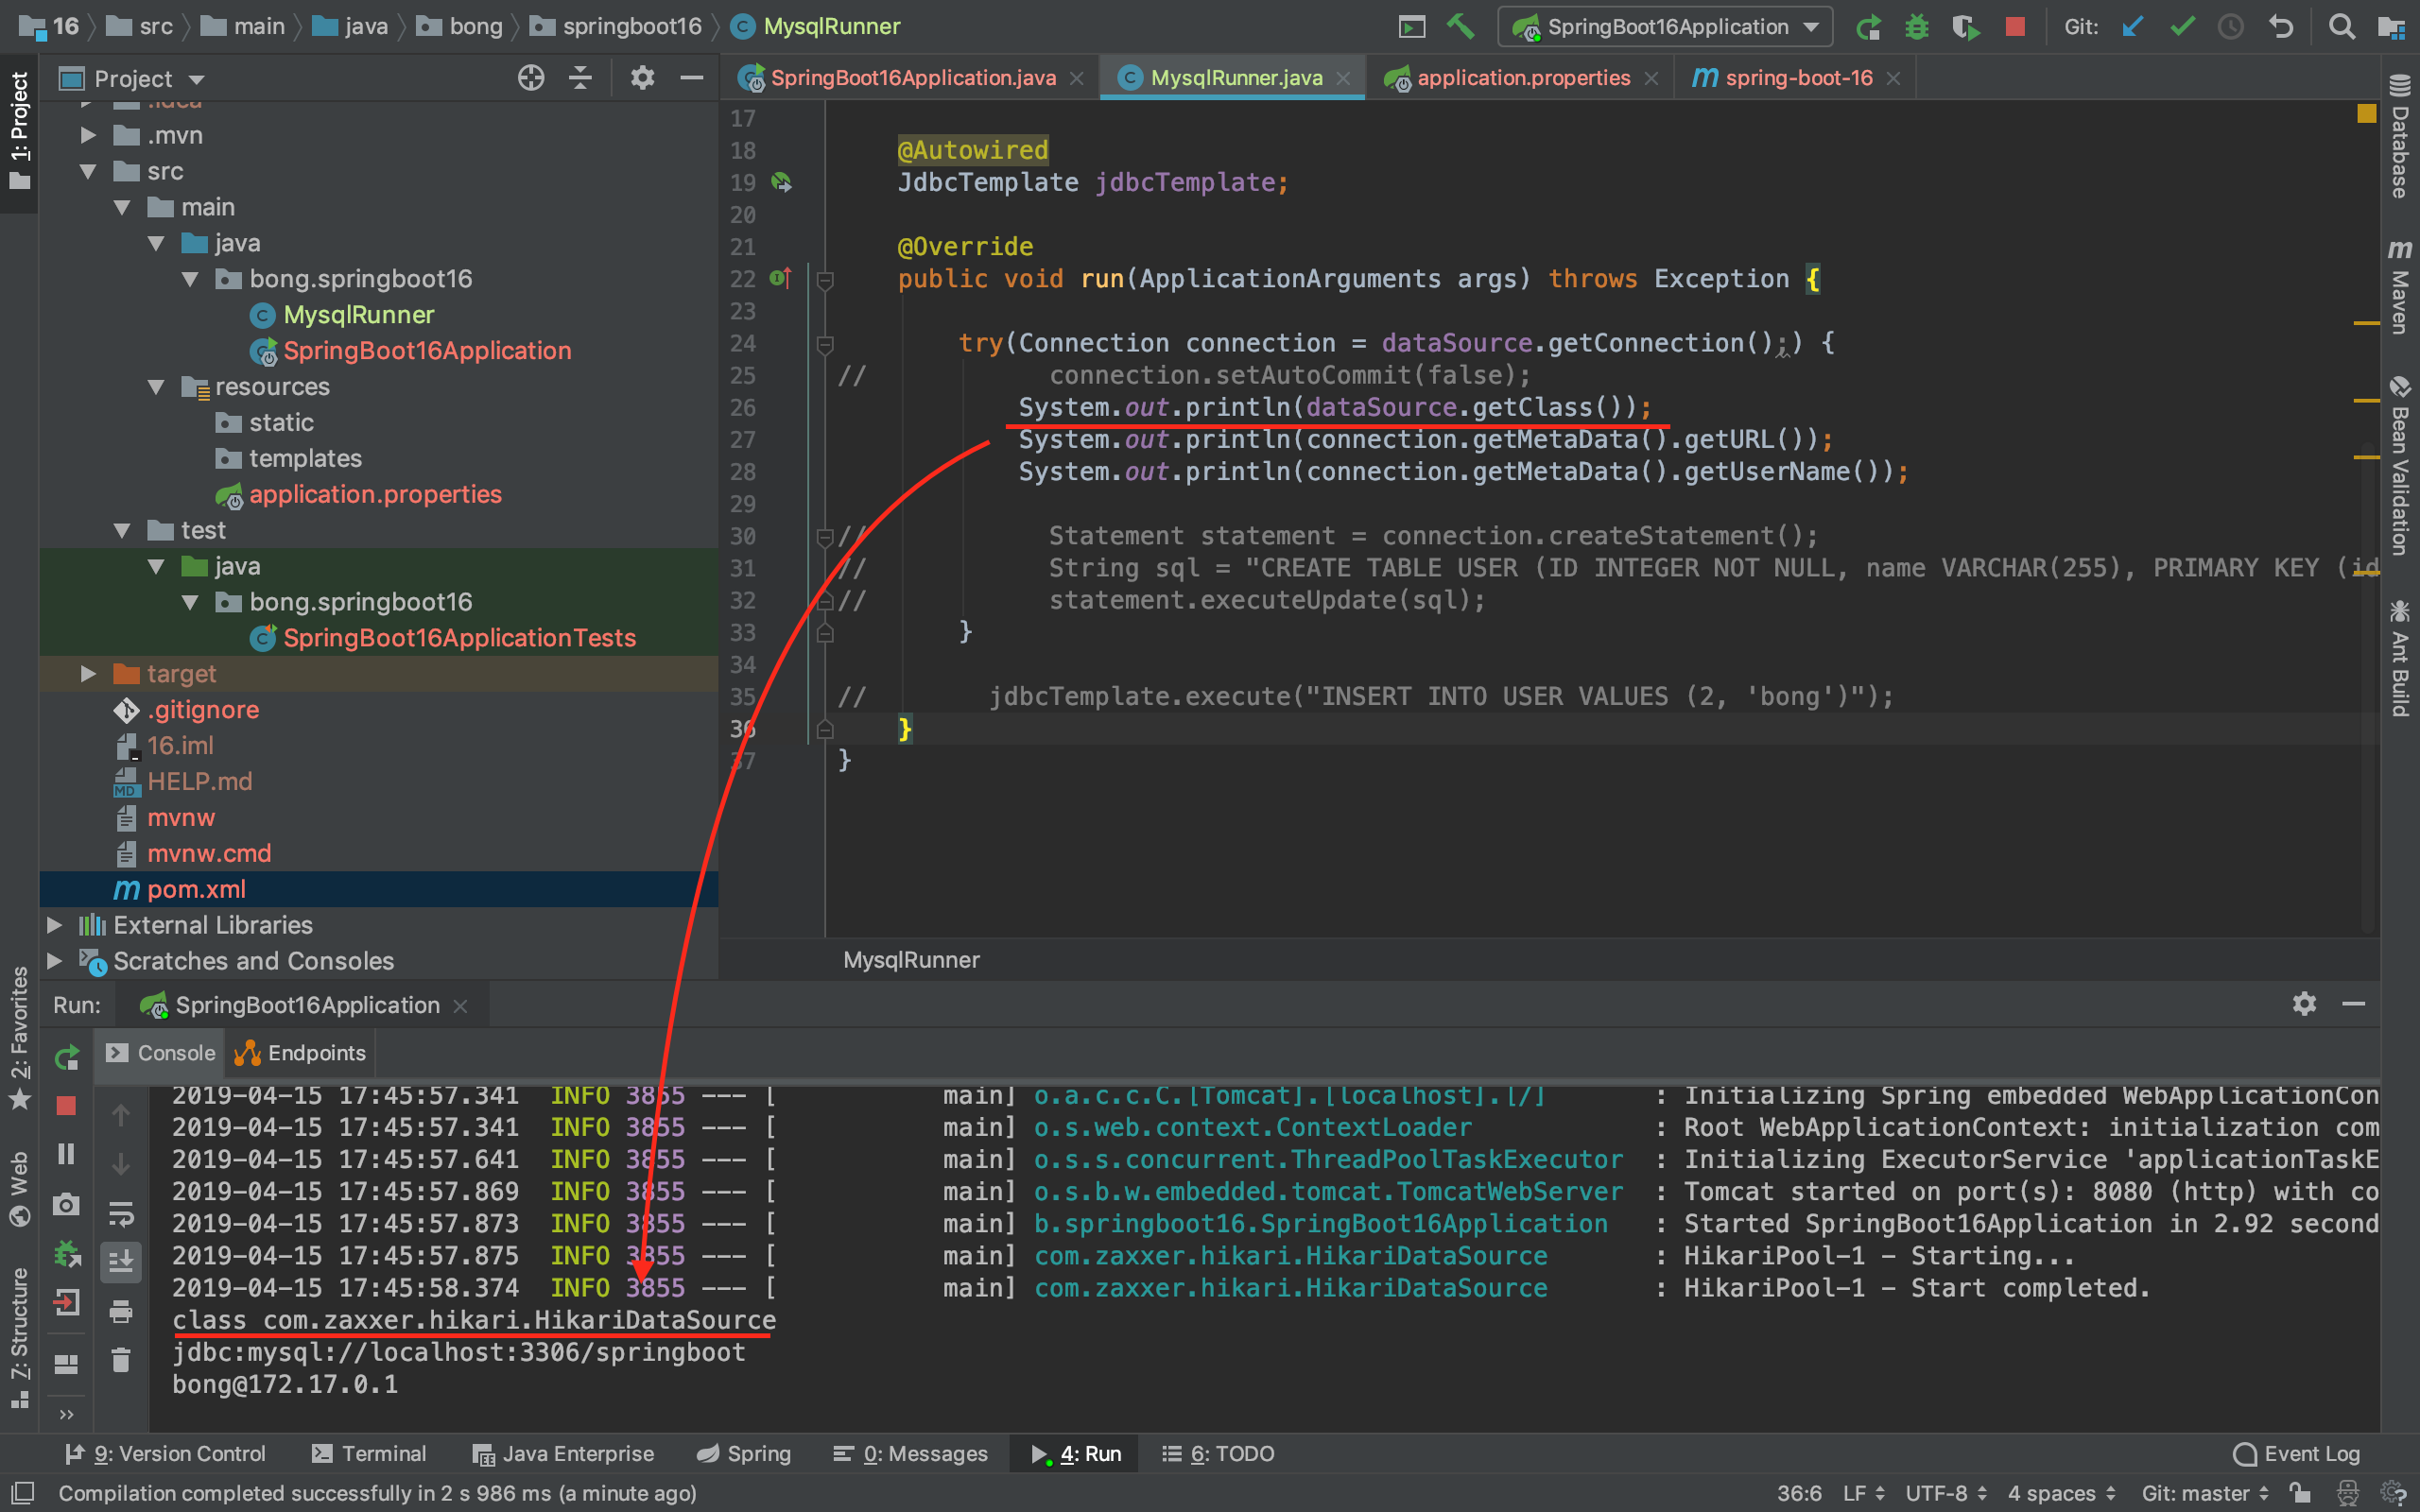 16 src main java bong springboot16 MysqlRunner
SpringBoot16Application
Git:
1: Project
Project
.idea
.mvn
src
main
java
bong.springboot16
MysqlRunner
SpringBoot16Application
resources
static
templates
application.properties
test
java
bong.springboot16
SpringBoot16ApplicationTests
target
.gitignore
16.iml
HELP.md
mvnw
mvnw.cmd
pom.xml
External Libraries
Scratches and Consoles
SpringBoot16Application.java MysqlRunner.java application.properties spring-boot-16
17
18 @Autowired
19 JdbcTemplate jdbcTemplate;
20
21 @Override
22 public void run(ApplicationArguments args) throws Exception {
23
24 try(Connection connection = dataSource.getConnection();) {
25 // connection.setAutoCommit(false);
26 System.out.println(dataSource.getClass());
27 System.out.println(connection.getMetaData().getURL());
28 System.out.println(connection.getMetaData().getUserName());
29
30 // Statement statement = connection.createStatement();
31 // String sql = "CREATE TABLE USER (ID INTEGER NOT NULL, name VARCHAR(255), PRIMARY KEY (id
32 // statement.executeUpdate(sql);
33 }
34
35 // jdbcTemplate.execute("INSERT INTO USER VALUES (2, 'bong')");
36 }
37 }
MysqlRunner
Database
Maven
Bean Validation
Ant Build
2: Favorites
Web
7: Structure
Run: SpringBoot16Application
Console Endpoints
2019-04-15 17:45:57.341 INFO 3855 --- [ main] o.a.c.c.C.[Tomcat].[localhost].[/] : Initializing Spring embedded WebApplicationCon
2019-04-15 17:45:57.341 INFO 3855 --- [ main] o.s.web.context.ContextLoader : Root WebApplicationContext: initialization com
2019-04-15 17:45:57.641 INFO 3855 --- [ main] o.s.s.concurrent.ThreadPoolTaskExecutor : Initializing ExecutorService 'applicationTaskE
2019-04-15 17:45:57.869 INFO 3855 --- [ main] o.s.b.w.embedded.tomcat.TomcatWebServer : Tomcat started on port(s): 8080 (http) with co
2019-04-15 17:45:57.873 INFO 3855 --- [ main] b.springboot16.SpringBoot16Application : Started SpringBoot16Application in 2.92 second
2019-04-15 17:45:57.875 INFO 3855 --- [ main] com.zaxxer.hikari.HikariDataSource : HikariPool-1 - Starting...
2019-04-15 17:45:58.374 INFO 3855 --- [ main] com.zaxxer.hikari.HikariDataSource : HikariPool-1 - Start completed.
class com.zaxxer.hikari.HikariDataSource
jdbc:mysql://localhost:3306/springboot
bong@172.17.0.1
9: Version Control Terminal Java Enterprise Spring 0: Messages 4: Run 6: TODO Event Log
Compilation completed successfully in 2 s 986 ms (a minute ago) 36:6 LF UTF-8 4 spaces Git: master